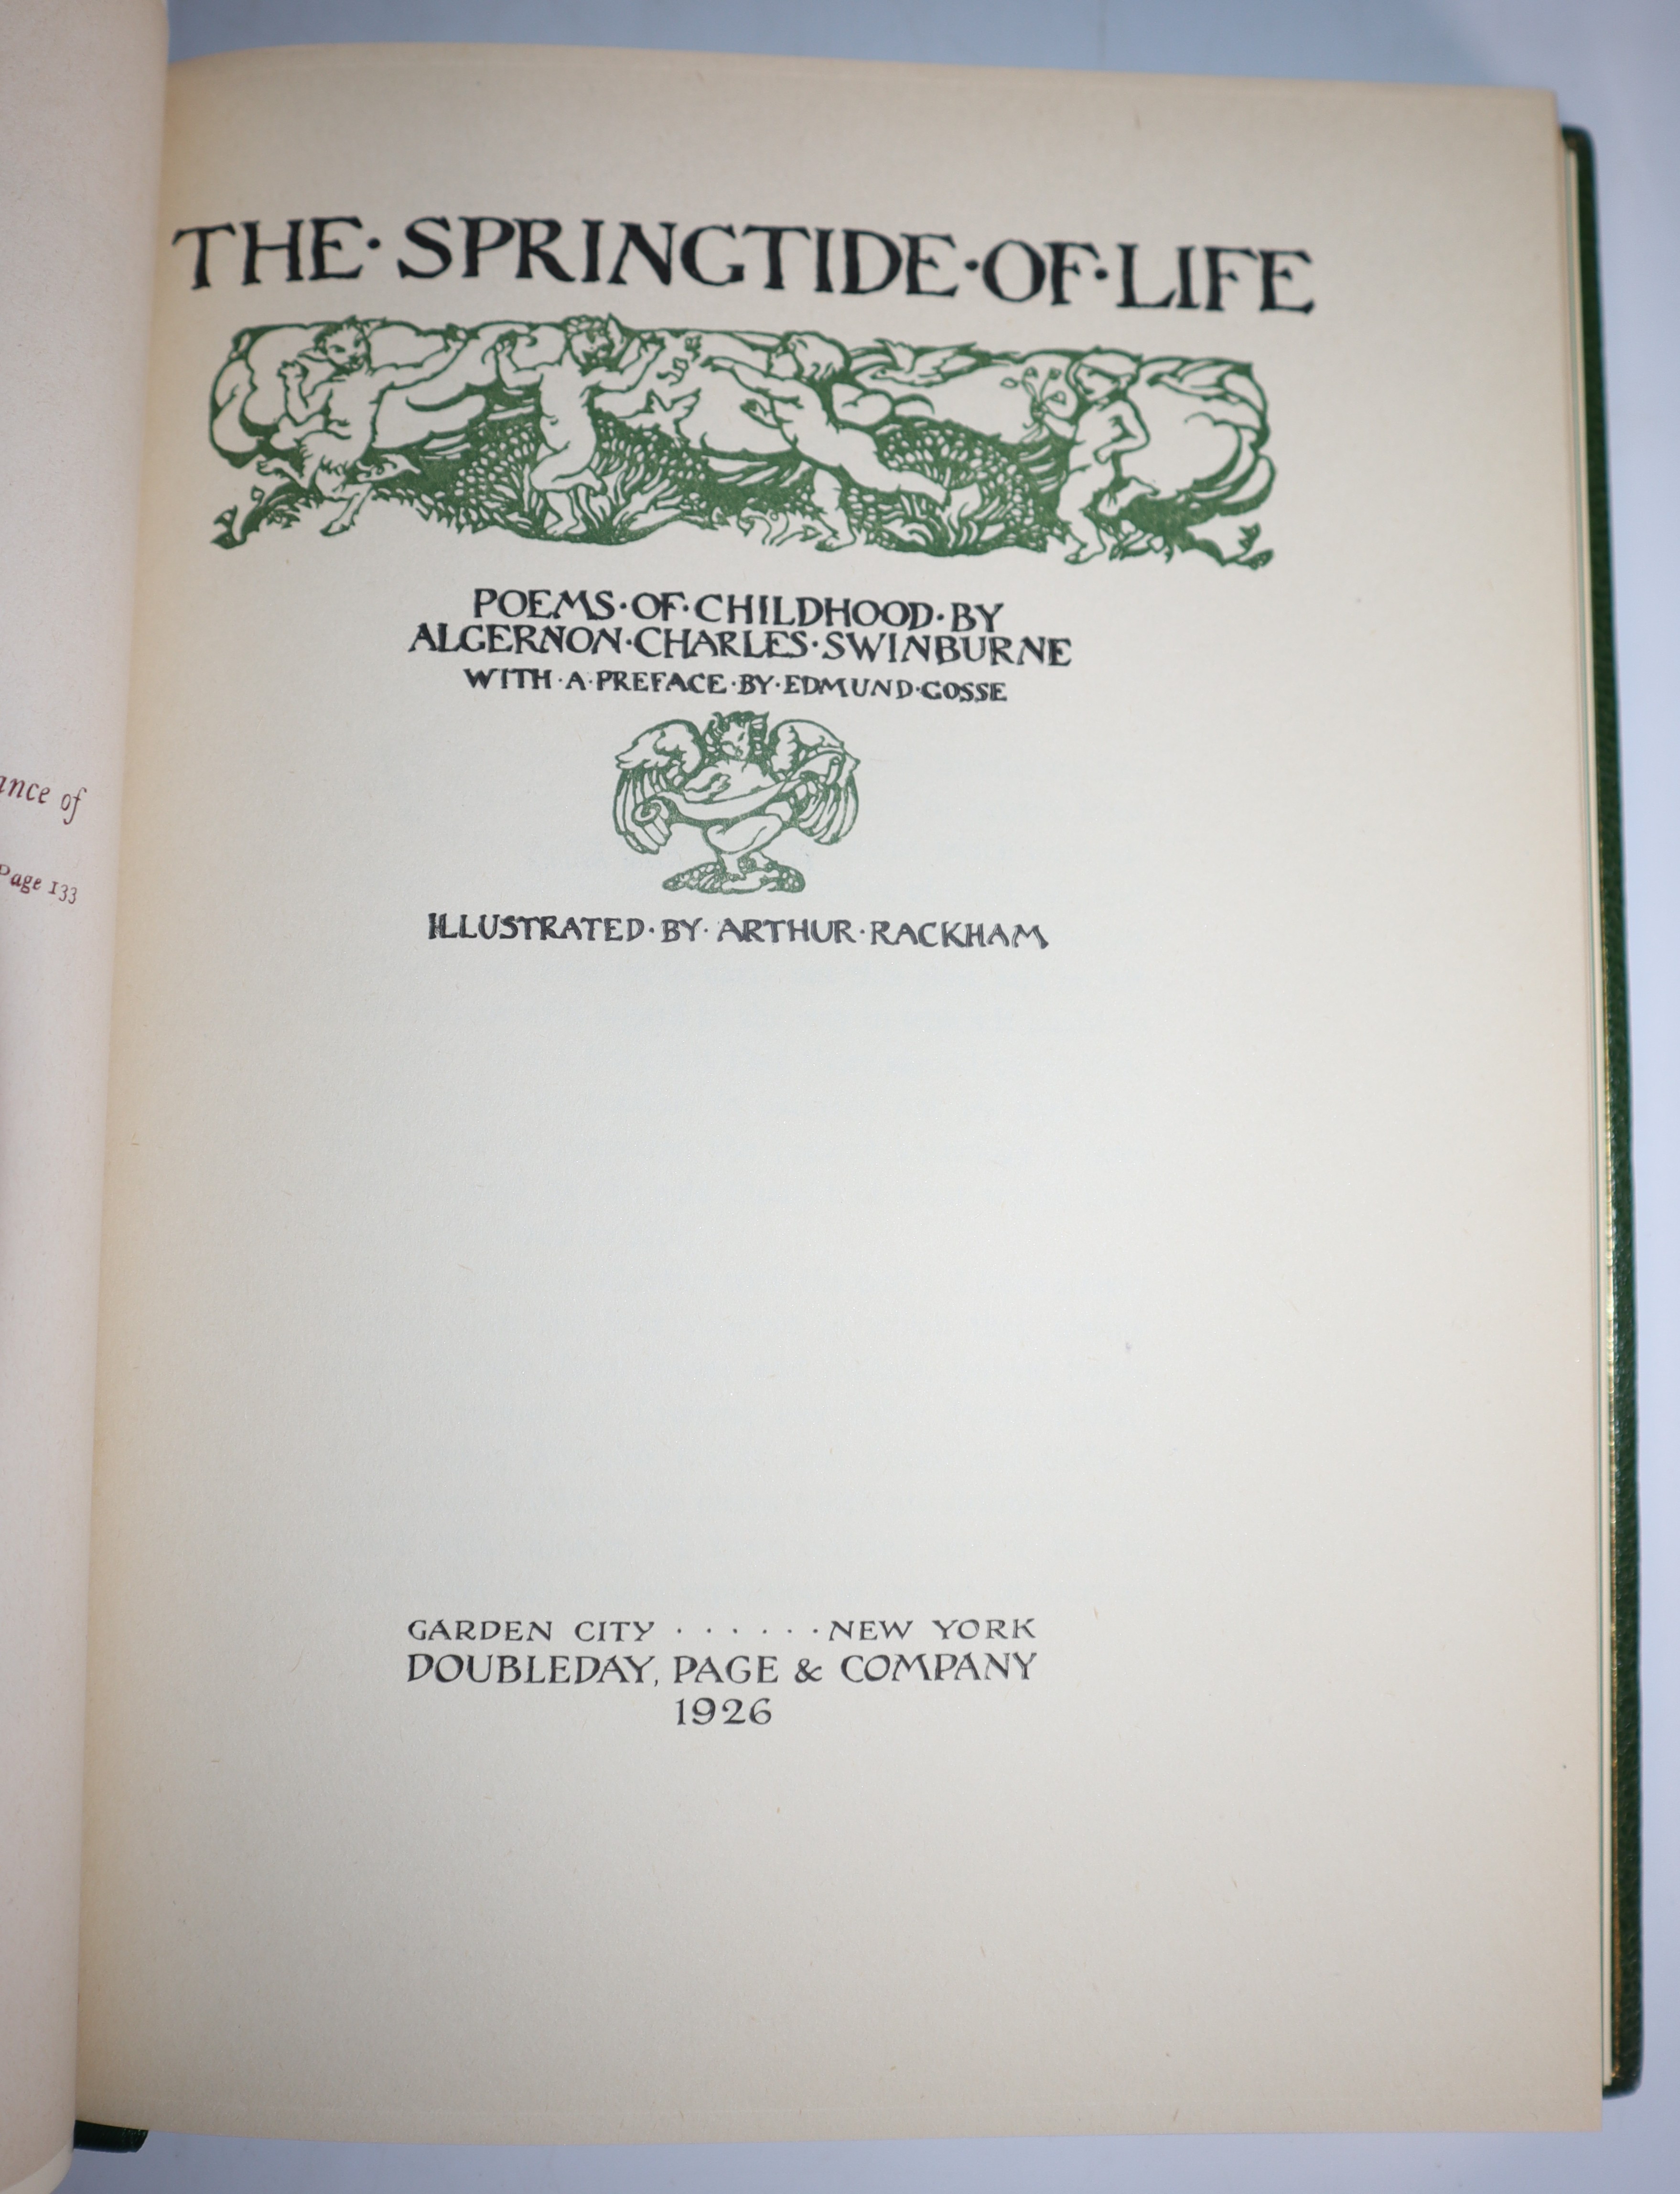 ance of
Page 133
THE·SPRINGTIDE·OF·LIFE
POEMS·OF·CHILDHOOD·BY
ALGERNON·CHARLES·SWINBURNE
WITH·A·PREFACE·BY·EDMUND·GOSSE
ILLUSTRATED·BY·ARTHUR·RACKHAM
GARDEN CITY · · · · · · NEW YORK
DOUBLEDAY, PAGE & COMPANY
1926